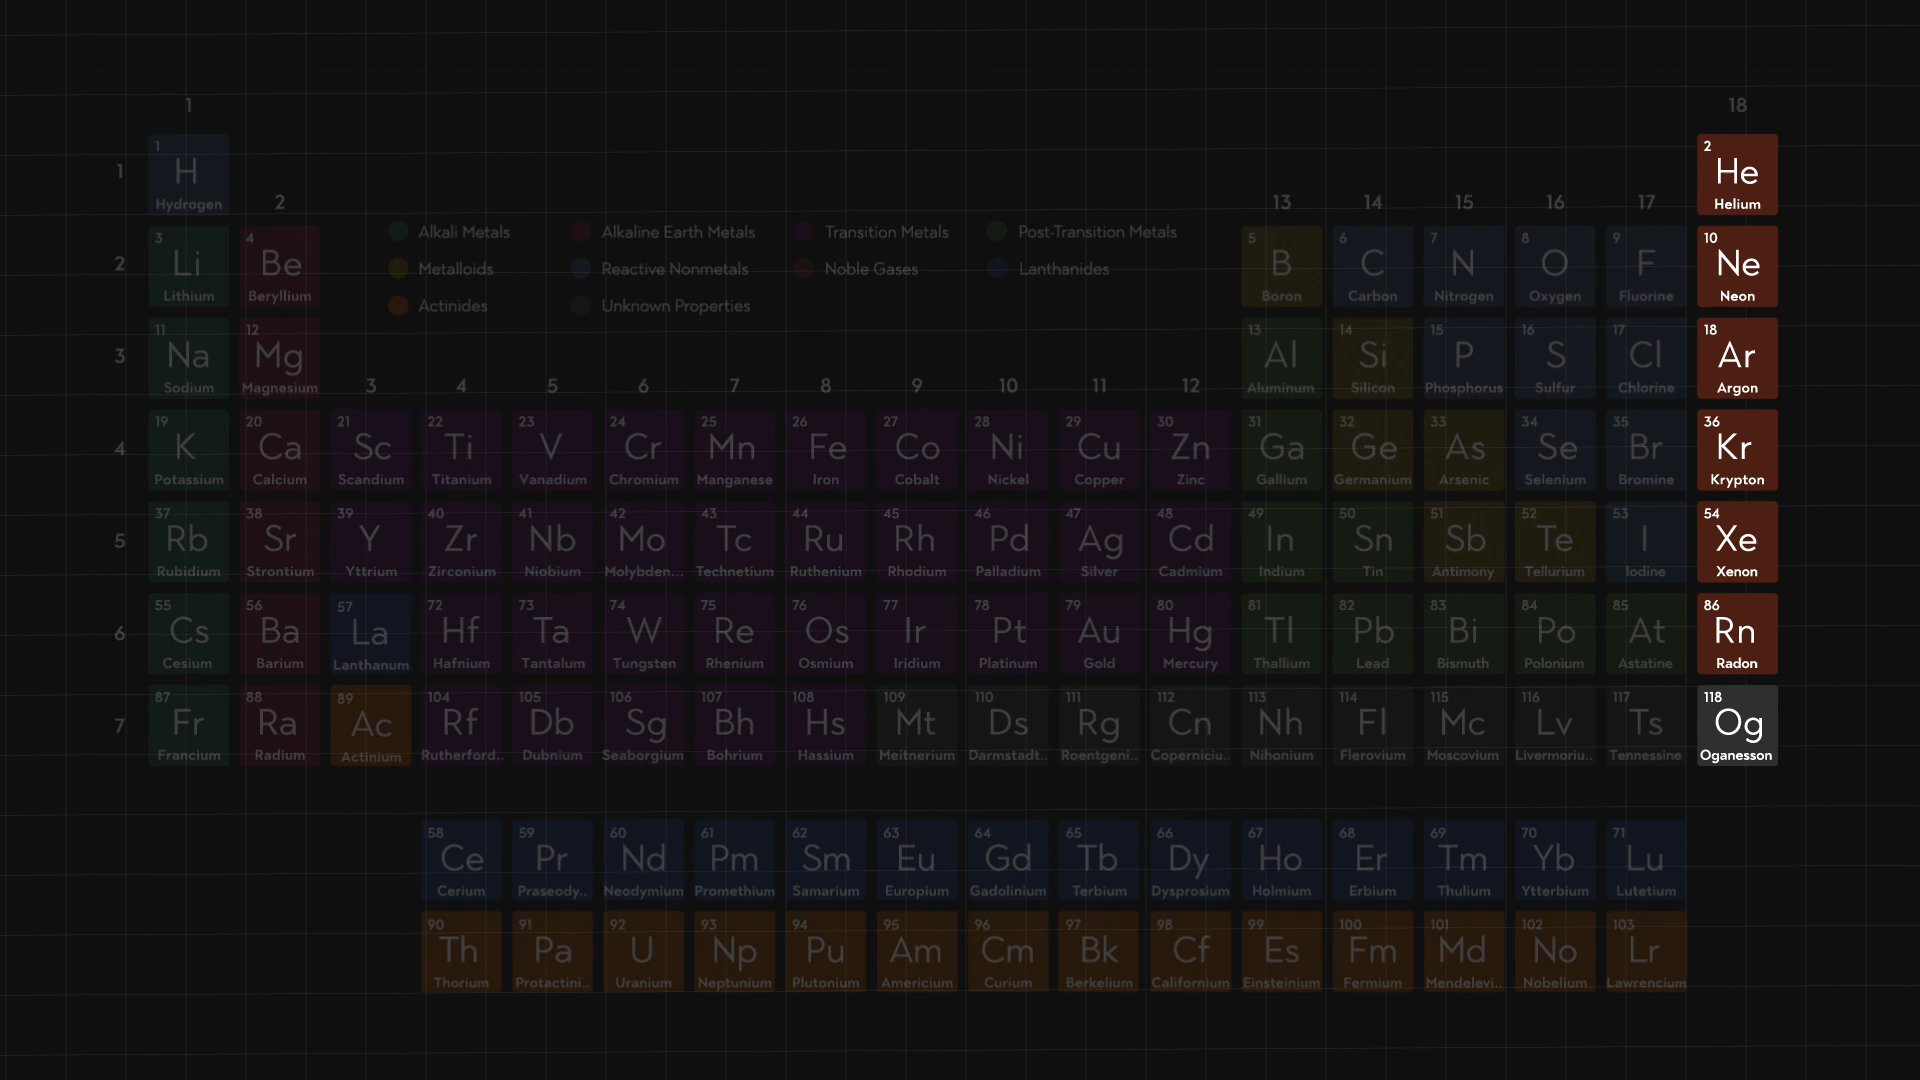 1 18
1 H Hydrogen 2 He Helium
1
2 13 14 15 16 17
Alkali Metals Alkaline Earth Metals Transition Metals Post-Transition Metals
Metalloids Reactive Nonmetals Noble Gases Lanthanides
Actinides Unknown Properties
2
3 Li Lithium 4 Be Beryllium 5 B Boron 6 C Carbon 7 N Nitrogen 8 O Oxygen 9 F Fluorine 10 Ne Neon
3
11 Na Sodium 12 Mg Magnesium 13 Al Aluminum 14 Si Silicon 15 P Phosphorus 16 S Sulfur 17 Cl Chlorine 18 Ar Argon
3 4 5 6 7 8 9 10 11 12
4
19 K Potassium 20 Ca Calcium 21 Sc Scandium 22 Ti Titanium 23 V Vanadium 24 Cr Chromium 25 Mn Manganese 26 Fe Iron 27 Co Cobalt 28 Ni Nickel 29 Cu Copper 30 Zn Zinc 31 Ga Gallium 32 Ge Germanium 33 As Arsenic 34 Se Selenium 35 Br Bromine 36 Kr Krypton
5
37 Rb Rubidium 38 Sr Strontium 39 Y Yttrium 40 Zr Zirconium 41 Nb Niobium 42 Mo Molybden... 43 Tc Technetium 44 Ru Ruthenium 45 Rh Rhodium 46 Pd Palladium 47 Ag Silver 48 Cd Cadmium 49 In Indium 50 Sn Tin 51 Sb Antimony 52 Te Tellurium 53 I Iodine 54 Xe Xenon
6
55 Cs Cesium 56 Ba Barium 57 La Lanthanum 72 Hf Hafnium 73 Ta Tantalum 74 W Tungsten 75 Re Rhenium 76 Os Osmium 77 Ir Iridium 78 Pt Platinum 79 Au Gold 80 Hg Mercury 81 Tl Thallium 82 Pb Lead 83 Bi Bismuth 84 Po Polonium 85 At Astatine 86 Rn Radon
7
87 Fr Francium 88 Ra Radium 89 Ac Actinium 104 Rf Rutherford.. 105 Db Dubnium 106 Sg Seaborgium 107 Bh Bohrium 108 Hs Hassium 109 Mt Meitnerium 110 Ds Darmstadt.. 111 Rg Roentgeni.. 112 Cn Coperniciu.. 113 Nh Nihonium 114 Fl Flerovium 115 Mc Moscovium 116 Lv Livermoriu.. 117 Ts Tennessine 118 Og Oganesson
58 Ce Cerium 59 Pr Praseody.. 60 Nd Neodymium 61 Pm Promethium 62 Sm Samarium 63 Eu Europium 64 Gd Gadolinium 65 Tb Terbium 66 Dy Dysprosium 67 Ho Holmium 68 Er Erbium 69 Tm Thulium 70 Yb Ytterbium 71 Lu Lutetium
90 Th Thorium 91 Pa Protactini.. 92 U Uranium 93 Np Neptunium 94 Pu Plutonium 95 Am Americium 96 Cm Curium 97 Bk Berkelium 98 Cf Californium 99 Es Einsteinium 100 Fm Fermium 101 Md Mendelevi.. 102 No Nobelium 103 Lr Lawrencium